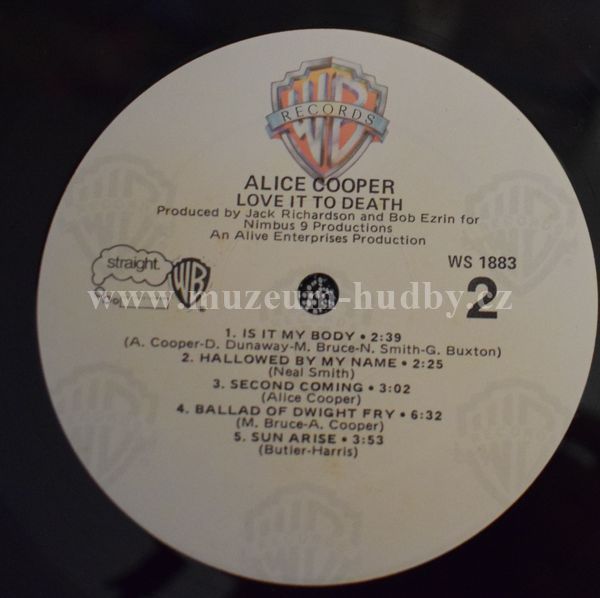 WB
RECORDS
ALICE COOPER
LOVE IT TO DEATH
Produced by Jack Richardson and Bob Ezrin for
Nimbus 9 Productions
An Alive Enterprises Production
straight.
WB
WS 1883
2
www.muzeum-hudby.cz
1. IS IT MY BODY • 2:39
(A. Cooper-D. Dunaway-M. Bruce-N. Smith-G. Buxton)
2. HALLOWED BY MY NAME • 2:25
(Neal Smith)
3. SECOND COMING • 3:02
(Alice Cooper)
4. BALLAD OF DWIGHT FRY • 6:32
(M. Bruce-A. Cooper)
5. SUN ARISE • 3:53
(Butler-Harris)